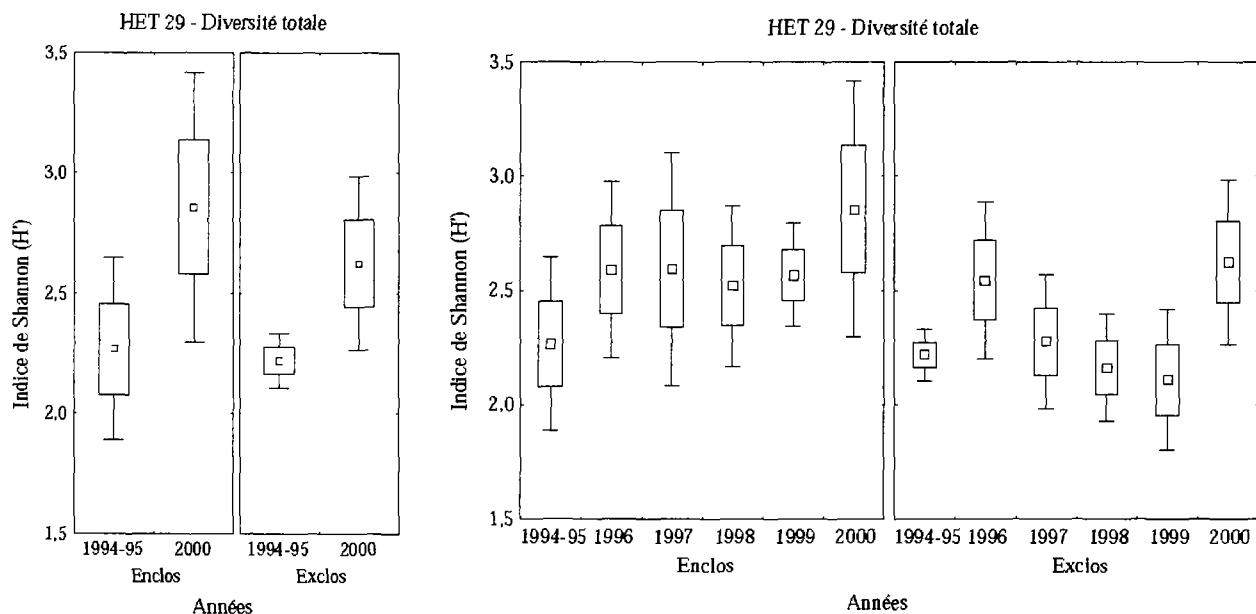 HET 29 - Diversité totale
3,5
3,0
2,5
2,0
1,5
Indice de Shannon (H')
1994-95 2000 1994-95 2000
Enclos Exclos
Années
HET 29 - Diversité totale
3,5
3,0
2,5
2,0
1,5
Indice de Shannon (H')
1994-95 1996 1997 1998 1999 2000 1994-95 1996 1997 1998 1999 2000
Enclos Exclos
Années